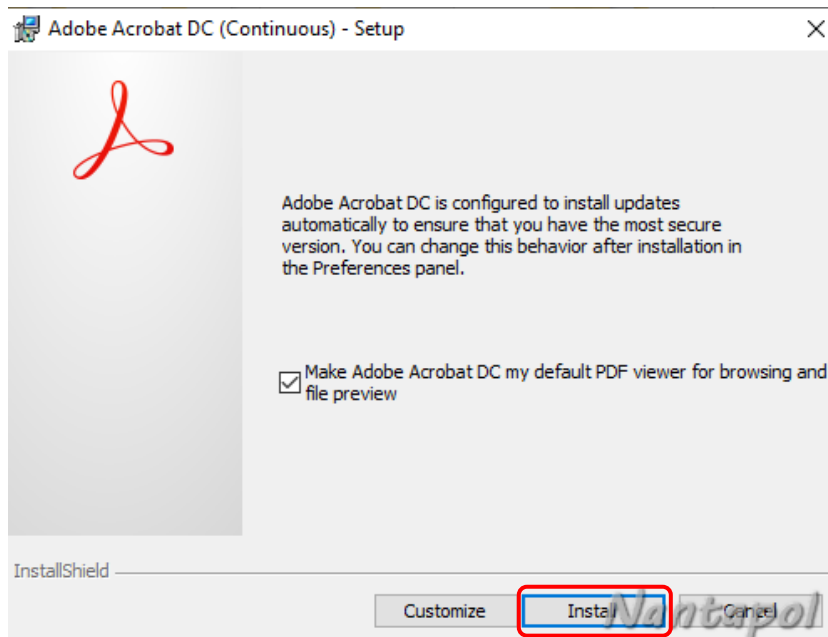 Adobe Acrobat DC (Continuous) - Setup
Adobe Acrobat DC is configured to install updates
automatically to ensure that you have the most secure
version. You can change this behavior after installation in
the Preferences panel.
Make Adobe Acrobat DC my default PDF viewer for browsing and
file preview
InstallShield
Customize Install Cancel
Nantapol